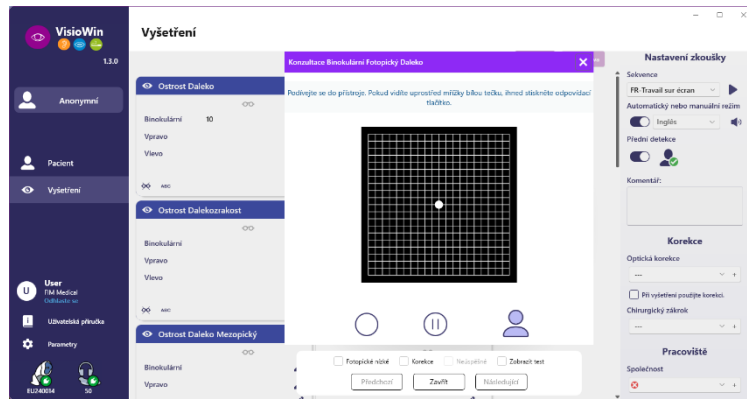 VisioWin
1.3.0
Anonymní
Pacient
Vyšetření
User
FIM Medical
Odhlaste se
Uživatelská příručka
Parametry
EU240014
50
Vyšetření
Ostrost Daleko
Binokulární 10
Vpravo
Vlevo
ABC
Ostrost Dalekozrakost
Binokulární
Vpravo
Vlevo
ABC
Ostrost Daleko Mezopický
Binokulární
Vpravo
Konzultace Binokulární Fotopický Daleko
Podívejte se do přístroje. Pokud vidíte uprostřed mřížky bílou tečku, ihned stiskněte odpovídací
tlačítko.
Fotopické nízké Korekce Neúspěšné Zobrazit test
Předchozí Zavřít Následující
Nastavení zkoušky
Sekvence
FR-Travail sur écran
Automatický nebo manuální režim
Inglés
Přední detekce
Komentář:
Korekce
Optická korekce
---
Při vyšetření použijte korekci.
Chirurgický zákrok
---
Pracoviště
Společnost